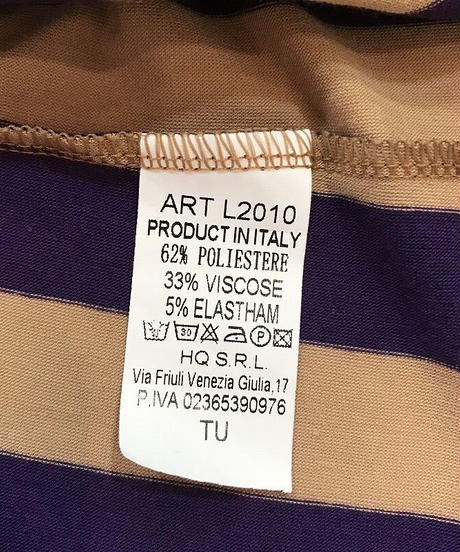 ART L2010
PRODUCT IN ITALY
62% POLIESTERE
33% VISCOSE
5% ELASTHAM
30 P
HQ S.R.L.
Via Friuli Venezia Giulia,17
P.IVA 02365390976
TU